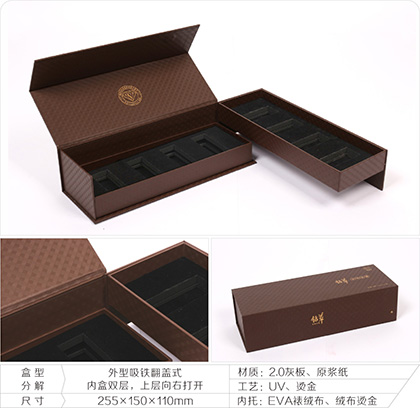 盒型
外型吸铁翻盖式
材质：2.0灰板、原浆纸
分解
内盒双层，上层向右打开
工艺：UV、烫金
尺寸
255×150×110mm
内托：EVA裱绒布、绒布烫金